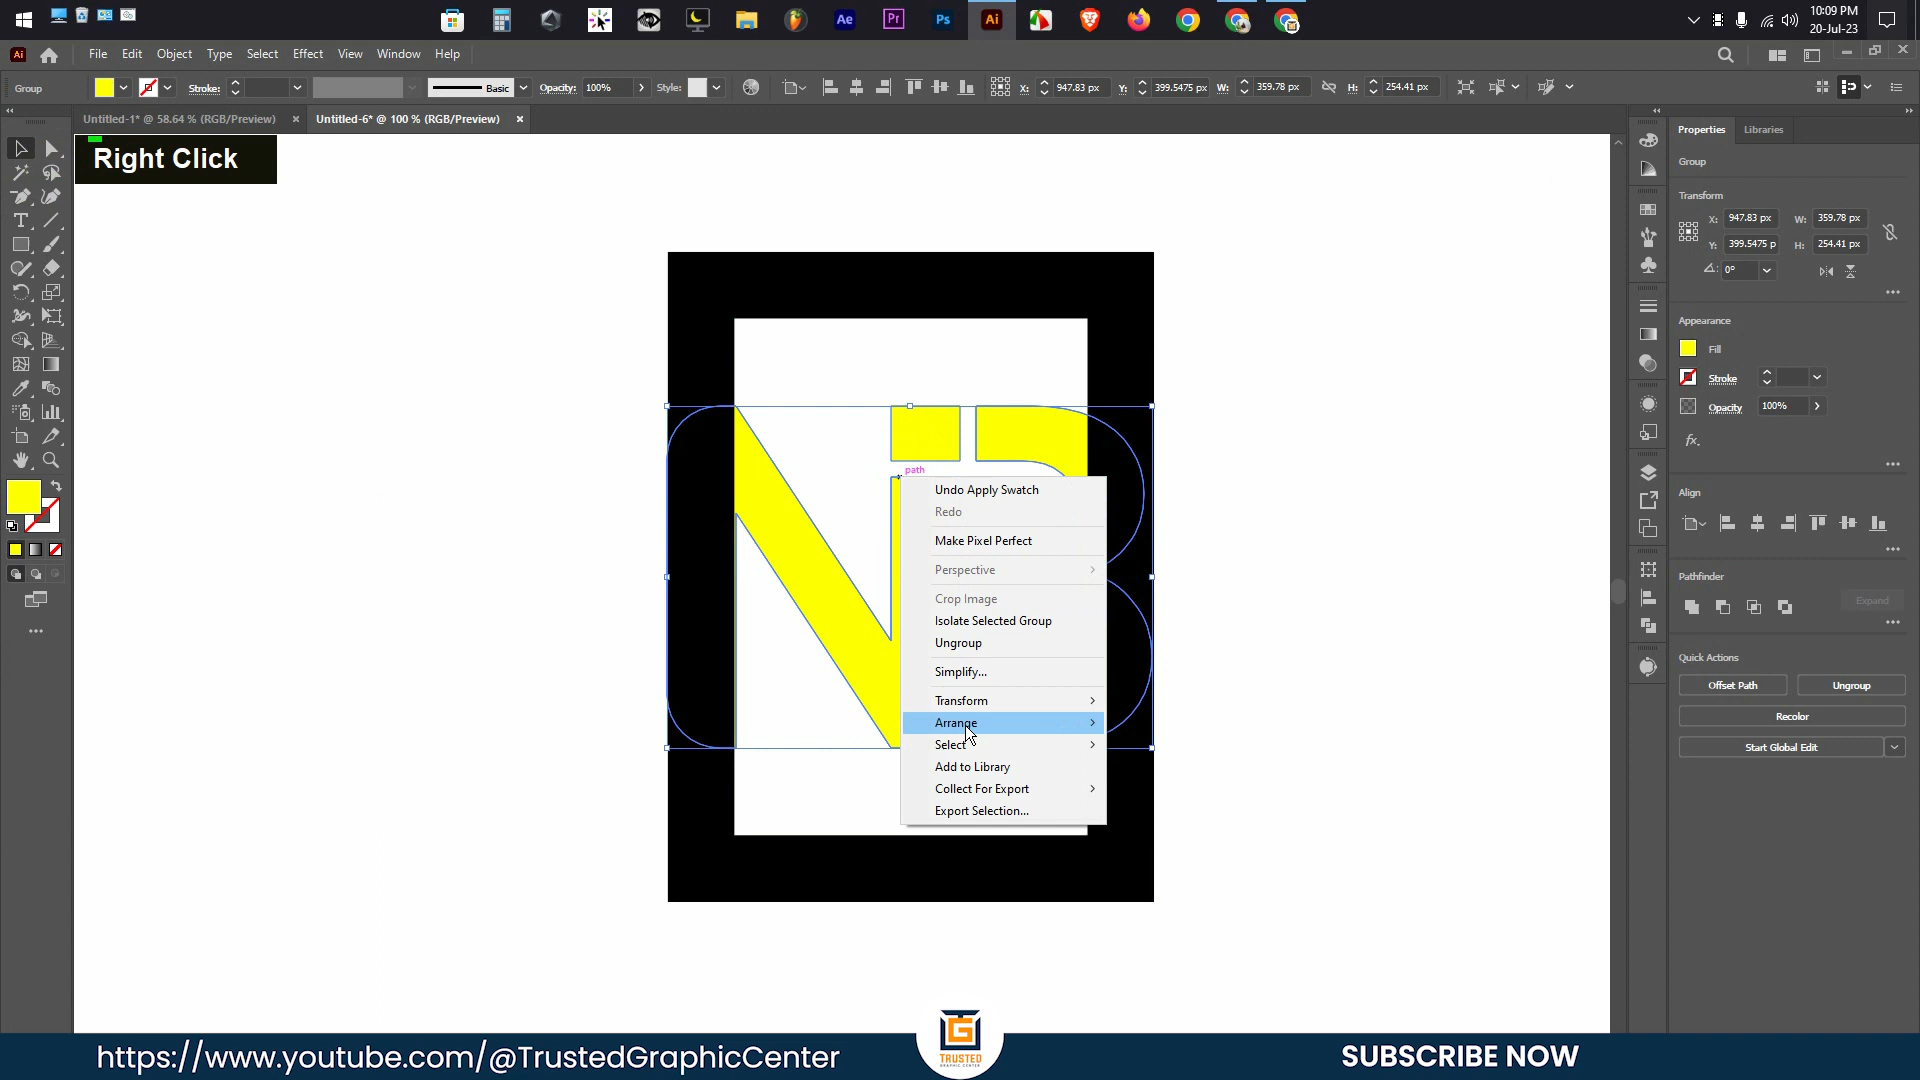 10:09 PM
20-Jul-23
Ae
Pr
Ps
Ai
Ai File Edit Object Type Select Effect View Window Help
Group Stroke: Basic Opacity: 100% Style: X: 947.83 px Y: 399.5475 px W: 359.78 px H: 254.41 px
Untitled-1* @ 58.64 % (RGB/Preview) × Untitled-6* @ 100 % (RGB/Preview) ×
Right Click
path
Undo Apply Swatch
Redo
Make Pixel Perfect
Perspective
Crop Image
Isolate Selected Group
Ungroup
Simplify...
Transform
Arrange
Select
Add to Library
Collect For Export
Export Selection...
Properties Libraries
Group
Transform
X: 947.83 px W: 359.78 px
Y: 399.5475 p H: 254.41 px
0°
Appearance
Fill
Stroke
Opacity 100%
fx.
Align
Pathfinder
Expand
Quick Actions
Offset Path Ungroup
Recolor
Start Global Edit
https://www.youtube.com/@TrustedGraphicCenter
TRUSTED
GRAPHIC CENTER
SUBSCRIBE NOW